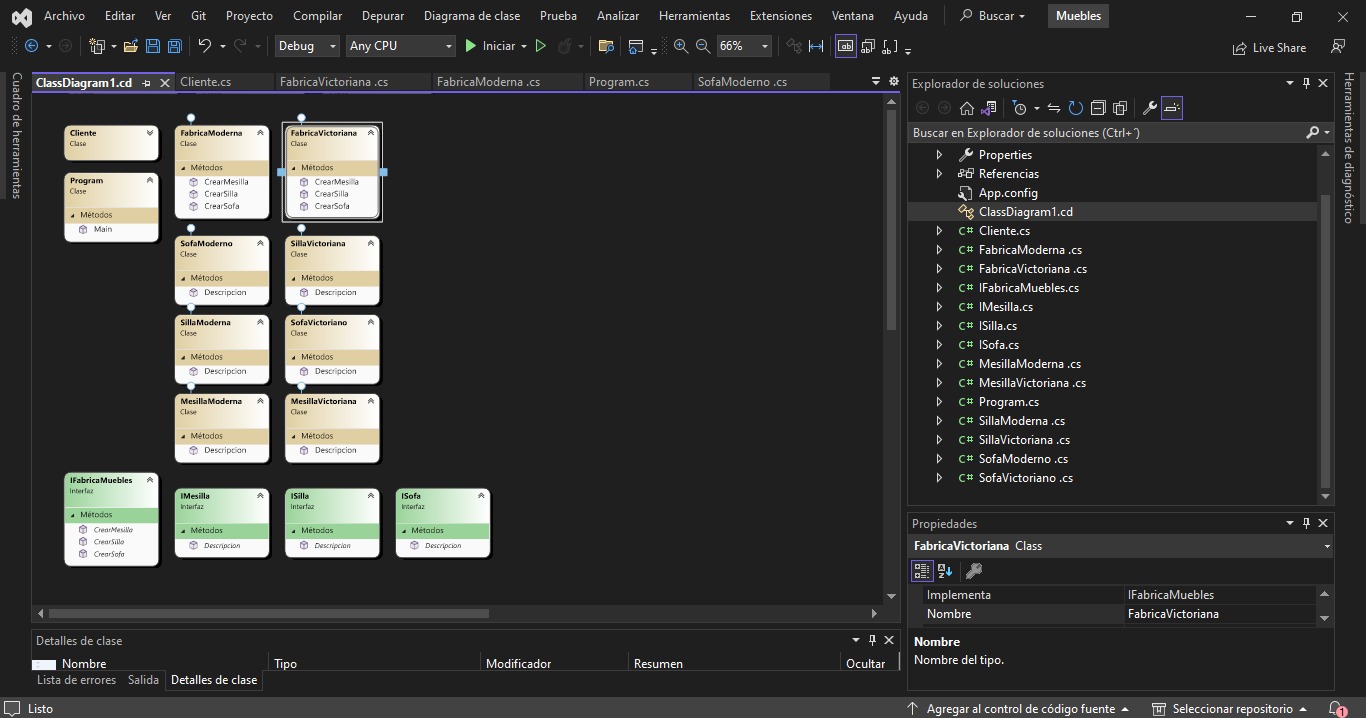 Archivo Editar Ver Git Proyecto Compilar Depurar Diagrama de clase Prueba Analizar Herramientas Extensiones Ventana Ayuda Buscar Muebles
Debug Any CPU Iniciar 66% Live Share
Cuadro de herramientas
ClassDiagram1.cd Cliente.cs FabricaVictoriana .cs FabricaModerna .cs Program.cs SofaModerno .cs
Cliente
Clase
Program
Clase
Métodos
Main
FabricaModerna
Clase
Métodos
CrearMesilla
CrearSilla
CrearSofa
FabricaVictoriana
Clase
Métodos
CrearMesilla
CrearSilla
CrearSofa
SofaModerno
Clase
Métodos
Descripcion
SillaVictoriana
Clase
Métodos
Descripcion
SillaModerna
Clase
Métodos
Descripcion
SofaVictoriano
Clase
Métodos
Descripcion
MesillaModerna
Clase
Métodos
Descripcion
MesillaVictoriana
Clase
Métodos
Descripcion
IFabricaMuebles
Interfaz
Métodos
CrearMesilla
CrearSilla
CrearSofa
IMesilla
Interfaz
Métodos
Descripcion
ISilla
Interfaz
Métodos
Descripcion
ISofa
Interfaz
Métodos
Descripcion
Detalles de clase
Nombre Tipo Modificador Resumen Ocultar
Lista de errores Salida Detalles de clase
Explorador de soluciones
Buscar en Explorador de soluciones (Ctrl+´)
Properties
Referencias
App.config
ClassDiagram1.cd
C# Cliente.cs
C# FabricaModerna .cs
C# FabricaVictoriana .cs
C# IFabricaMuebles.cs
C# IMesilla.cs
C# ISilla.cs
C# ISofa.cs
C# MesillaModerna .cs
C# MesillaVictoriana .cs
C# Program.cs
C# SillaModerna .cs
C# SillaVictoriana .cs
C# SofaModerno .cs
C# SofaVictoriano .cs
Propiedades
FabricaVictoriana Class
Implementa IFabricaMuebles
Nombre FabricaVictoriana
Nombre
Nombre del tipo.
Herramientas de diagnóstico
Listo Agregar al control de código fuente Seleccionar repositorio 1